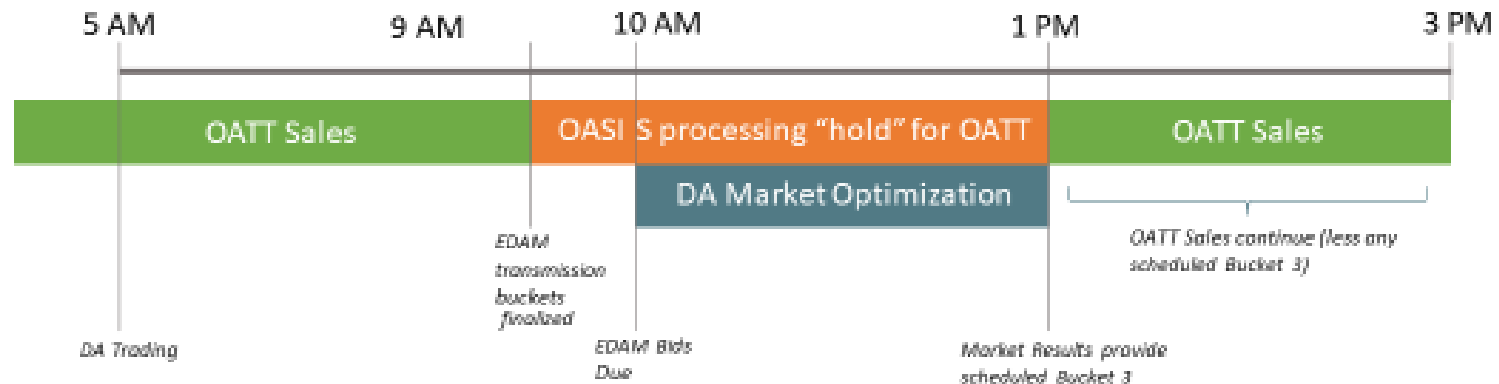 5 AM
9 AM
10 AM
1 PM
3 PM
OATT Sales
OASI S processing “hold” for OATT
OATT Sales
DA Market Optimization
EDAM
transmission
buckets
finalized
OATT Sales continue (less any
scheduled Bucket 3)
DA Trading
EDAM Bids
Due
Market Results provide
scheduled Bucket 3